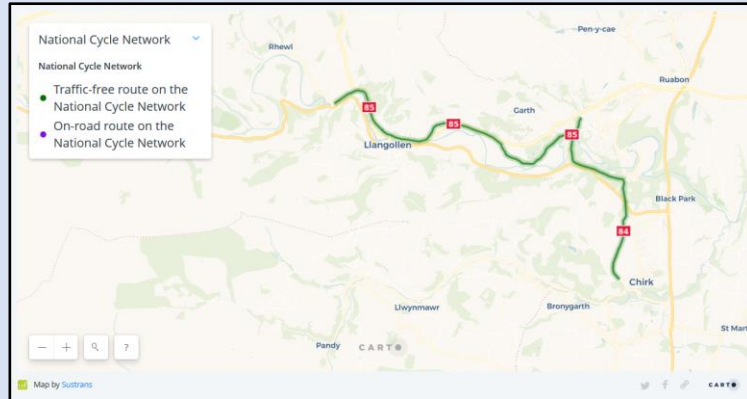 National Cycle Network
National Cycle Network
Traffic-free route on the
National Cycle Network
On-road route on the
National Cycle Network
Pen-y-cae
Rhewl
Ruabon
85
Garth
85
85
Llangollen
Black Park
84
Chirk
Llwynmawr
Bronygarth
St Mart
Pandy
CARTO
?
Map by Sustrans
CARTO